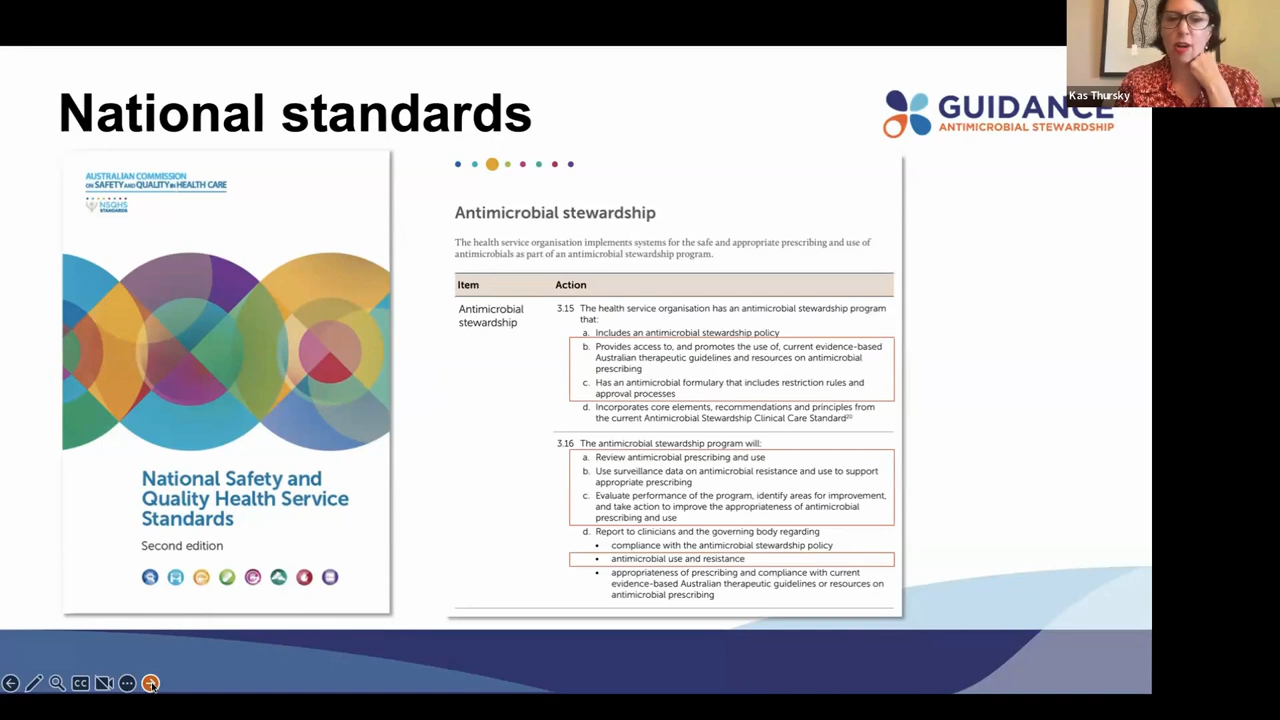 National standards
GUIDANCE
ANTIMICROBIAL STEWARDSHIP
Kas Thursky
AUSTRALIAN COMMISSION
ON SAFETY AND QUALITY IN HEALTH CARE
NSQHS
STANDARDS
National Safety and
Quality Health Service
Standards
Second edition
Antimicrobial stewardship
The health service organisation implements systems for the safe and appropriate prescribing and use of
antimicrobials as part of an antimicrobial stewardship program.
Item Action
Antimicrobial
stewardship
3.15 The health service organisation has an antimicrobial stewardship program
that:
a. Includes an antimicrobial stewardship policy
b. Provides access to, and promotes the use of, current evidence-based
Australian therapeutic guidelines and resources on antimicrobial
prescribing
c. Has an antimicrobial formulary that includes restriction rules and
approval processes
d. Incorporates core elements, recommendations and principles from
the current Antimicrobial Stewardship Clinical Care Standard²⁰
3.16 The antimicrobial stewardship program will:
a. Review antimicrobial prescribing and use
b. Use surveillance data on antimicrobial resistance and use to support
appropriate prescribing
c. Evaluate performance of the program, identify areas for improvement,
and take action to improve the appropriateness of antimicrobial
prescribing and use
d. Report to clinicians and the governing body regarding
• compliance with the antimicrobial stewardship policy
• antimicrobial use and resistance
• appropriateness of prescribing and compliance with current
evidence-based Australian therapeutic guidelines or resources on
antimicrobial prescribing
CC